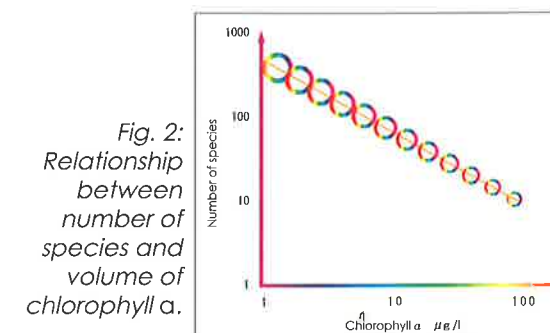 Fig. 2:
Relationship
between
number of
species and
volume of
chlorophyll a.
Number of species
1000
100
10
1
1
10
100
Chlorophyll a µg/l